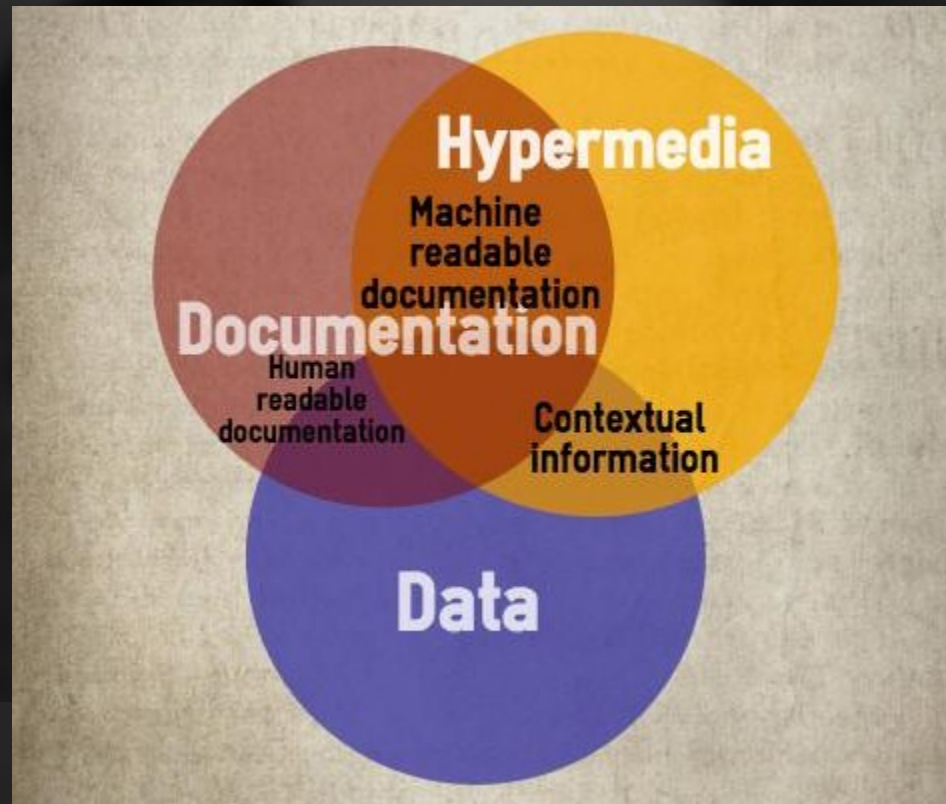 Hypermedia
Machine
readable
documentation
Documentation
Human
readable
documentation
Contextual
information
Data